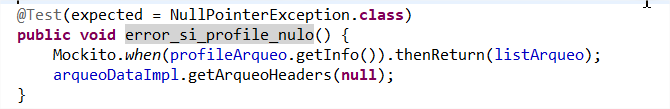 @Test(expected = NullPointerException.class)
public void error_si_profile_nulo() {
Mockito.when(profileArqueo.getInfo()).thenReturn(listArqueo);
arqueoDataImpl.getArqueoHeaders(null);
}